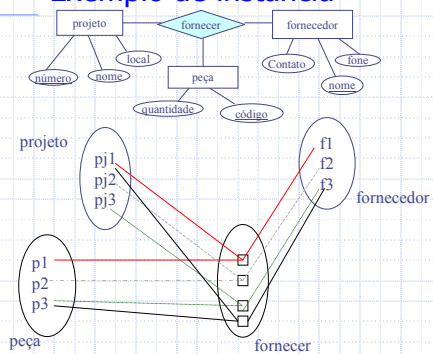 Exemplo de instância
projeto
fornecer
fornecedor
número
nome
local
peça
Contato
fone
nome
quantidade
código
projeto
pj1
pj2
pj3
f1
f2
f3
fornecedor
p1
p2
p3
peça
fornecer